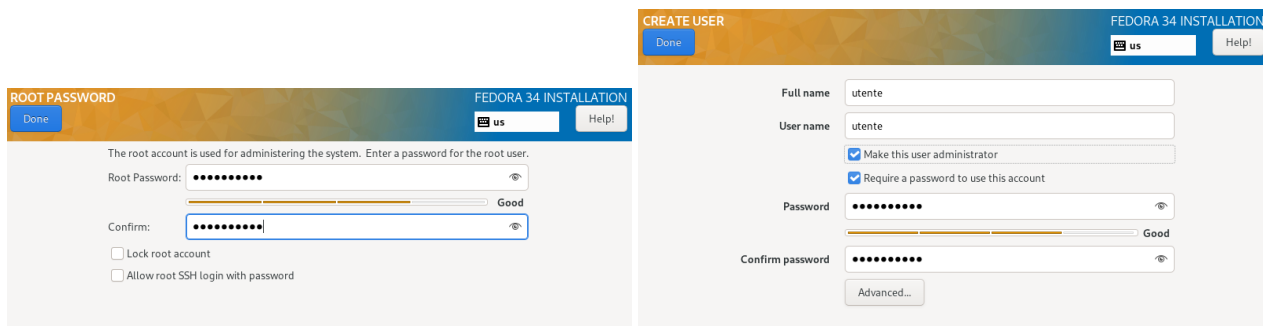 ROOT PASSWORD
FEDORA 34 INSTALLATION
Done
us
Help!
The root account is used for administering the system. Enter a password for the root user.
Root Password: ●●●●●●●●●●
Good
Confirm: ●●●●●●●●●●
Lock root account
Allow root SSH login with password
CREATE USER
FEDORA 34 INSTALLATION
Done
us
Help!
Full name utente
User name utente
Make this user administrator
Require a password to use this account
Password ●●●●●●●●●●
Good
Confirm password ●●●●●●●●●●
Advanced...